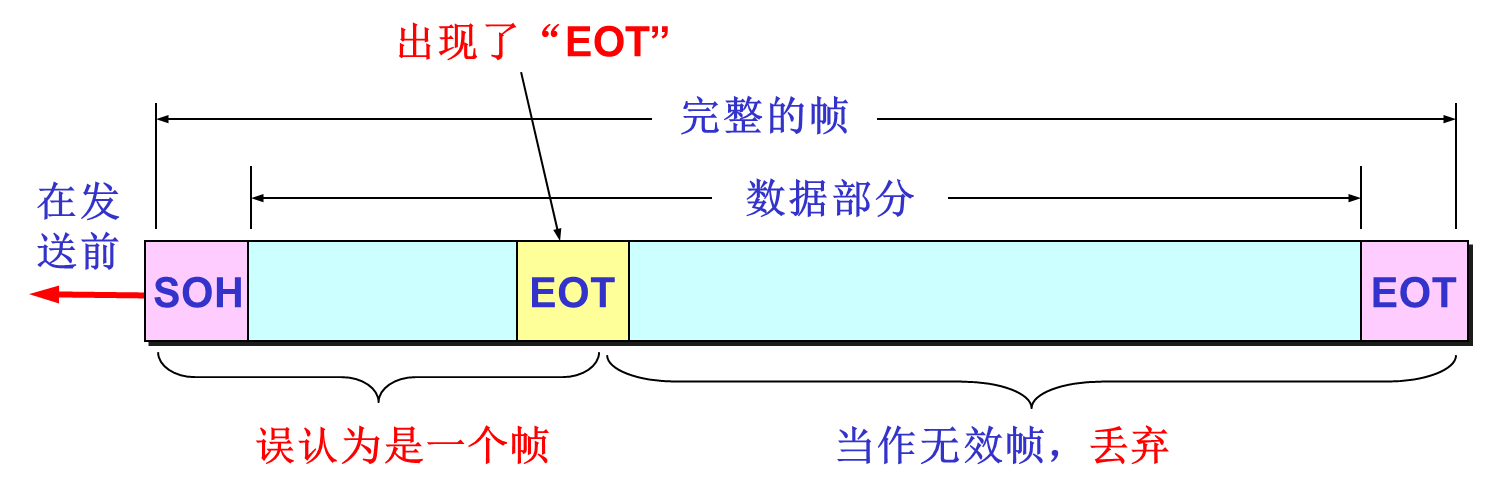 出现了“EOT”
完整的帧
数据部分
在发
送前
SOH
EOT
EOT
误认为是一个帧
当作无效帧，丢弃